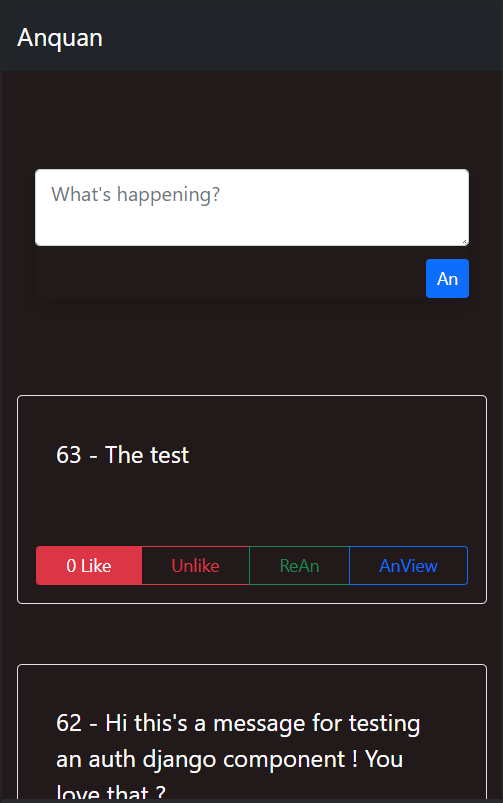 Anquan
What's happening?
An
63 - The test
0 Like Unlike ReAn AnView
62 - Hi this's a message for testing
an auth django component ! You
love that ?